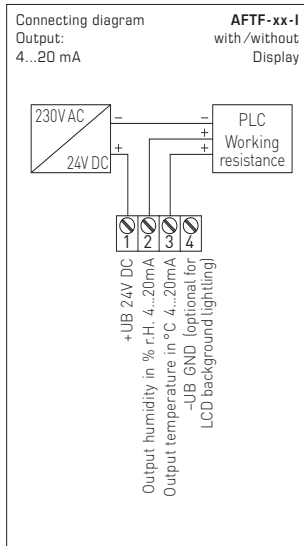 Connecting diagram
Output:
4...20 mA
AFTF-xx-I
with/without
Display
230V AC
24V DC
–
+
–
+
+
PLC
Working
resistance
1 2 3 4
+UB 24V DC
Output humidity in % r.H. 4...20mA
Output temperature in °C 4...20mA
–UB GND (optional for
LCD background lightling)